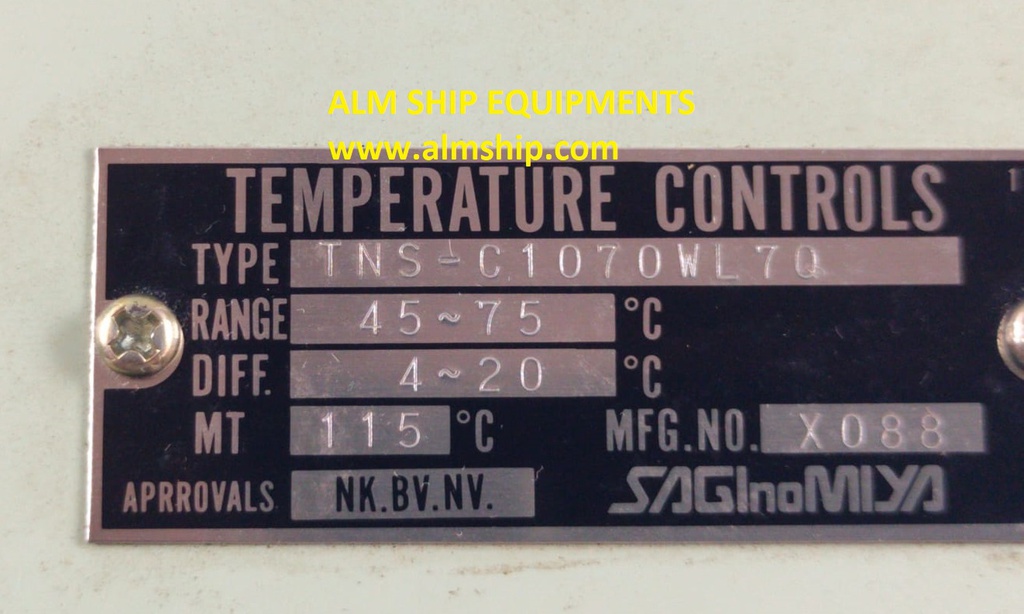 ALM SHIP EQUIPMENTS
www.almship.com
TEMPERATURE CONTROLS
TYPE TNS-C1070WL7Q
RANGE 45~75 °C
DIFF. 4~20 °C
MT 115 °C MFG.NO. X088
APRROVALS NK.BV.NV. SAGInoMIYA